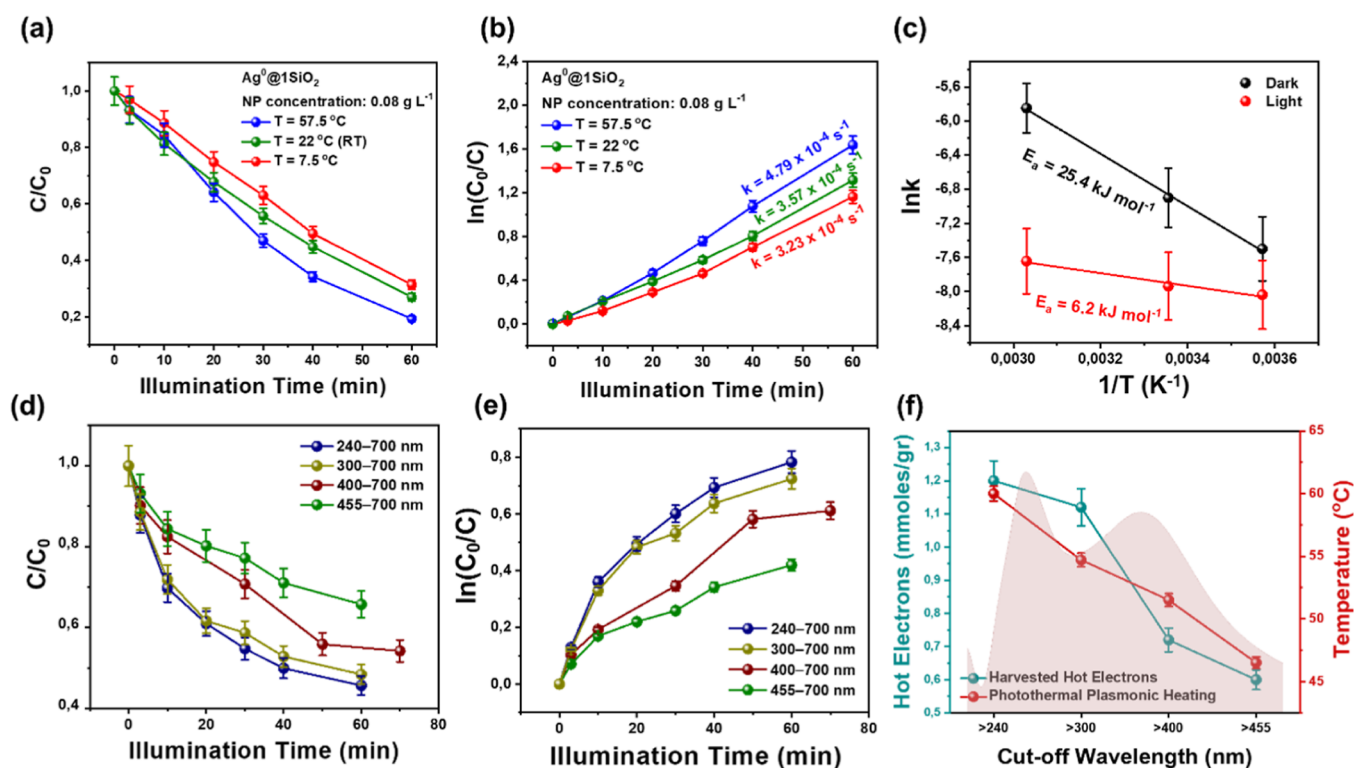 (a)
Ag⁰@1SiO₂
NP concentration: 0.08 g L⁻¹
T = 57.5 °C
T = 22 °C (RT)
T = 7.5 °C
C/C₀
1,0
0,8
0,6
0,4
0,2
0 10 20 30 40 50 60
Illumination Time (min)
(b)
Ag⁰@1SiO₂
NP concentration: 0.08 g L⁻¹
T = 57.5 °C
T = 22 °C
T = 7.5 °C
k = 4.79 x 10⁻⁴ s⁻¹
k = 3.57 x 10⁻⁴ s⁻¹
k = 3.23 x 10⁻⁴ s⁻¹
ln(C₀/C)
2,4
2,0
1,6
1,2
0,8
0,4
0,0
0 10 20 30 40 50 60
Illumination Time (min)
(c)
Dark
Light
Eₐ = 25.4 kJ mol⁻¹
Eₐ = 6.2 kJ mol⁻¹
lnk
-5,6
-6,0
-6,8
-7,2
-7,6
-8,0
-8,4
0,0030 0,0032 0,0034 0,0036
1/T (K⁻¹)
(d)
240–700 nm
300–700 nm
400–700 nm
455–700 nm
C/C₀
1,0
0,8
0,6
0,4
0 20 40 60 80
Illumination Time (min)
(e)
240–700 nm
300–700 nm
400–700 nm
455–700 nm
ln(C₀/C)
0,8
0,6
0,4
0,2
0,0
0 20 40 60 80
Illumination Time (min)
(f)
Hot Electrons (mmoles/gr)
1,3
1,2
1,1
1,0
0,9
0,8
0,7
0,6
0,5
Harvested Hot Electrons
Photothermal Plasmonic Heating
65
60
55
50
45
Temperature (°C)
>240 >300 >400 >455
Cut-off Wavelength (nm)